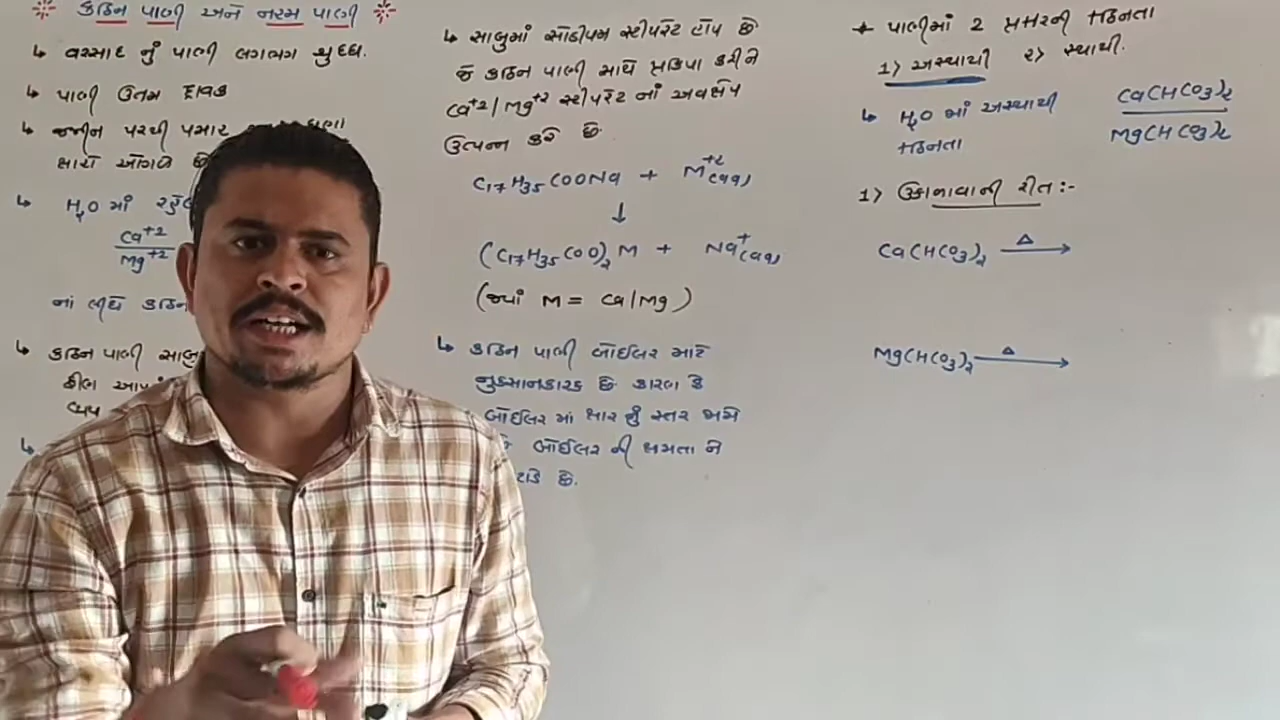 કઠિન પાણી અને નરમ પાણી
↳ વરસાદ નું પાણી લગભગ શુદ્ધ.
↳ પાણી ઉત્તમ દ્રાવક
↳ જમીન પરથી પસાર
ક્ષારો ઓગળે છે
↳ H₂O માં
Ca⁺²
Mg⁺²
નાં લીધે કઠિન
↳ કઠિન પાણી સાબુ
↳ સાબુમાં સોડીયમ સ્ટીયરેટ હોય છે
જે કઠિન પાણી સાથે પ્રક્રિયા કરીને
Ca⁺²/Mg⁺² સ્ટીયરેટ નાં અવક્ષેપ
ઉત્પન્ન કરે છે.
C₁₇H₃₅COONa + M⁺²(aq)
↓
(C₁₇H₃₅COO)₂M + Na⁺(aq)
(જ્યાં M = Ca/Mg)
↳ કઠિન પાણી બોઈલર માટે
નુકસાનકારક છે કારણ કે
બોઈલર માં ક્ષાર નું સ્તર જમે
બોઈલર ની ક્ષમતા ને
છે.
* પાણીમાં 2 પ્રકારની કઠિનતા
1) અસ્થાયી ૨) સ્થાયી.
↳ H₂O માં અસ્થાયી
કઠિનતા
Ca(HCO₃)₂
Mg(HCO₃)₂
1) ઉકાળવાની રીત:-
Ca(HCO₃)₂ —Δ→
Mg(HCO₃)₂ —Δ→